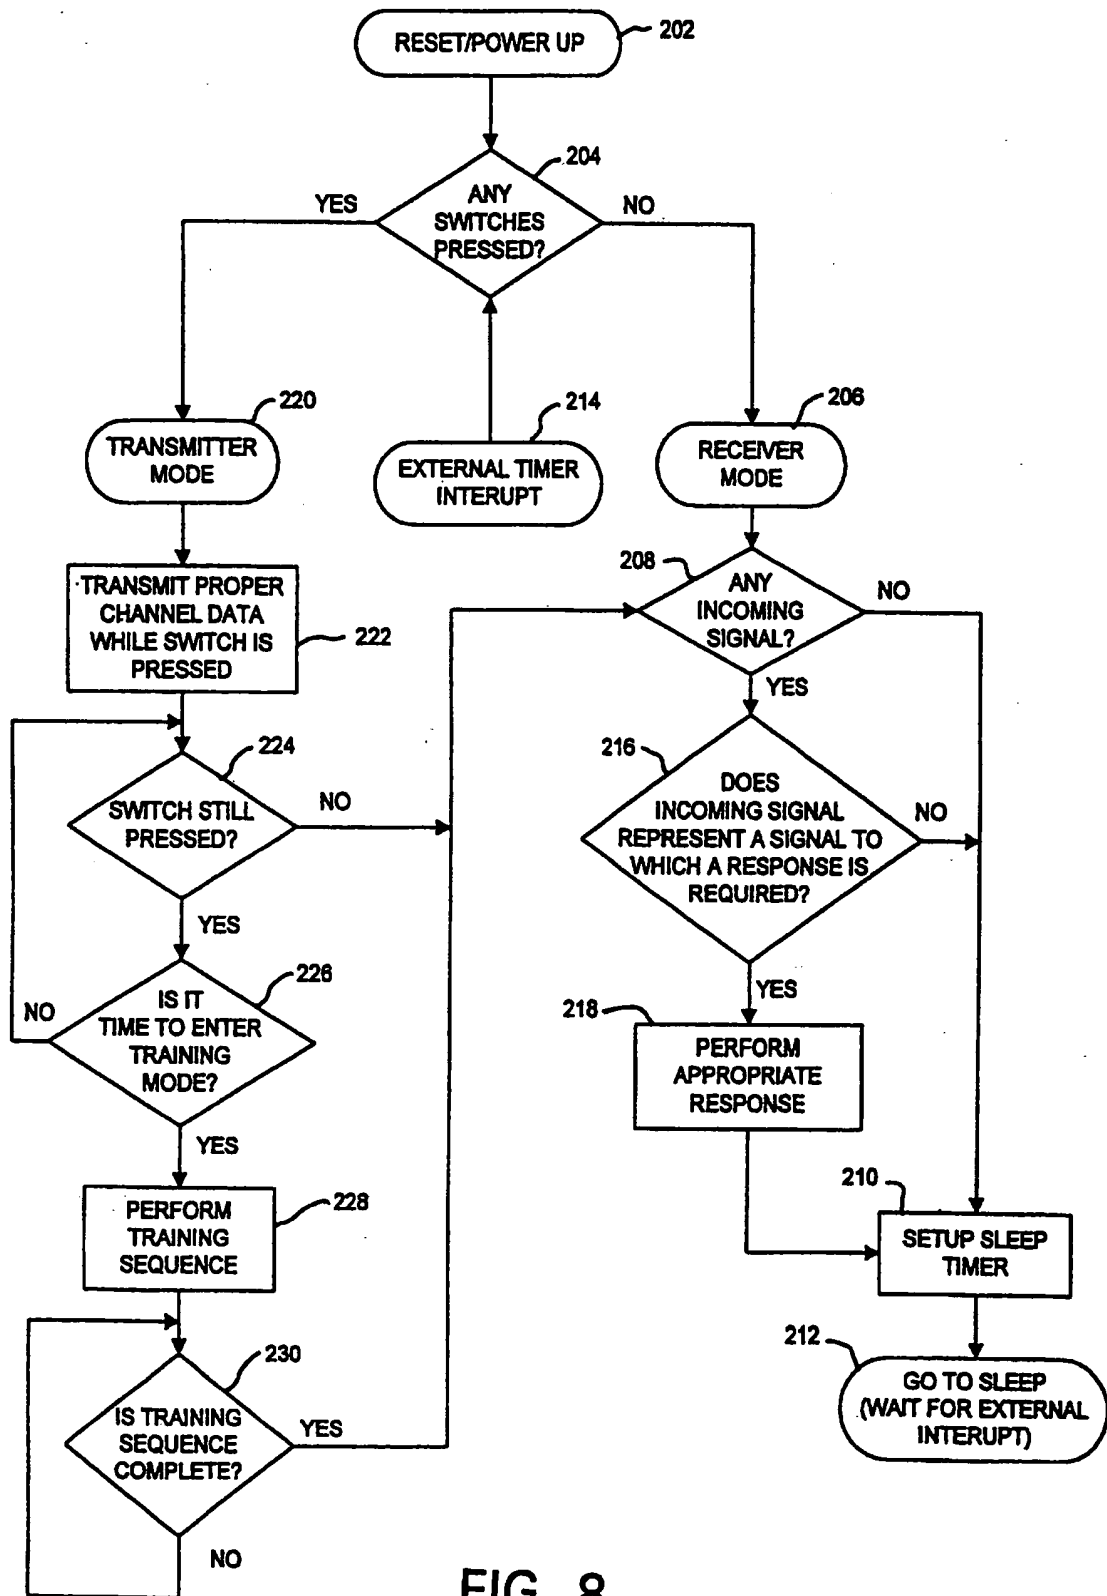 RESET/POWER UP
202
204
ANY
SWITCHES
PRESSED?
YES
NO
220
TRANSMITTER
MODE
214
EXTERNAL TIMER
INTERUPT
206
RECEIVER
MODE
TRANSMIT PROPER
CHANNEL DATA
WHILE SWITCH IS
PRESSED
222
208
ANY
INCOMING
SIGNAL?
NO
YES
224
SWITCH STILL
PRESSED?
NO
YES
216
DOES
INCOMING SIGNAL
REPRESENT A SIGNAL TO
WHICH A RESPONSE IS
REQUIRED?
NO
YES
226
IS IT
TIME TO ENTER
TRAINING
MODE?
NO
YES
218
PERFORM
APPROPRIATE
RESPONSE
228
PERFORM
TRAINING
SEQUENCE
210
SETUP SLEEP
TIMER
230
IS TRAINING
SEQUENCE
COMPLETE?
YES
NO
212
GO TO SLEEP
(WAIT FOR EXTERNAL
INTERUPT)
FIG. 8